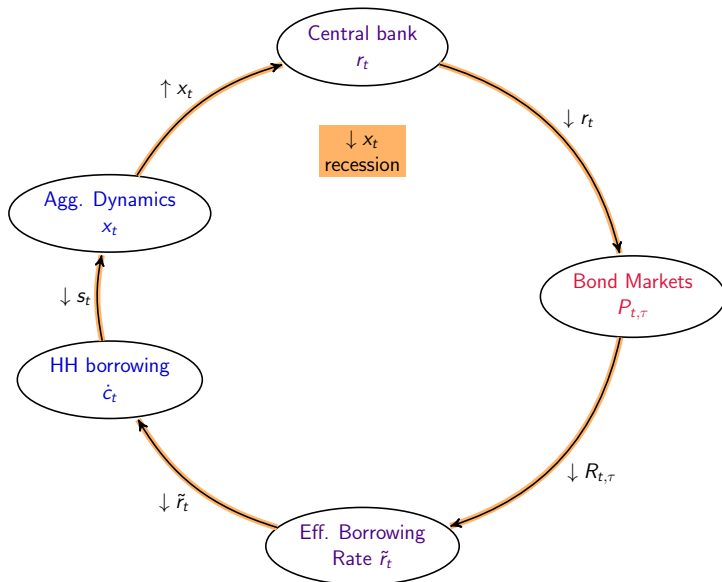 Central bank
r_t
↑ x_t
↓ r_t
↓ x_t
recession
Agg. Dynamics
x_t
Bond Markets
P_{t,τ}
↓ s_t
HH borrowing
ċ_t
↓ R_{t,τ}
↓ r̃_t
Eff. Borrowing
Rate r̃_t